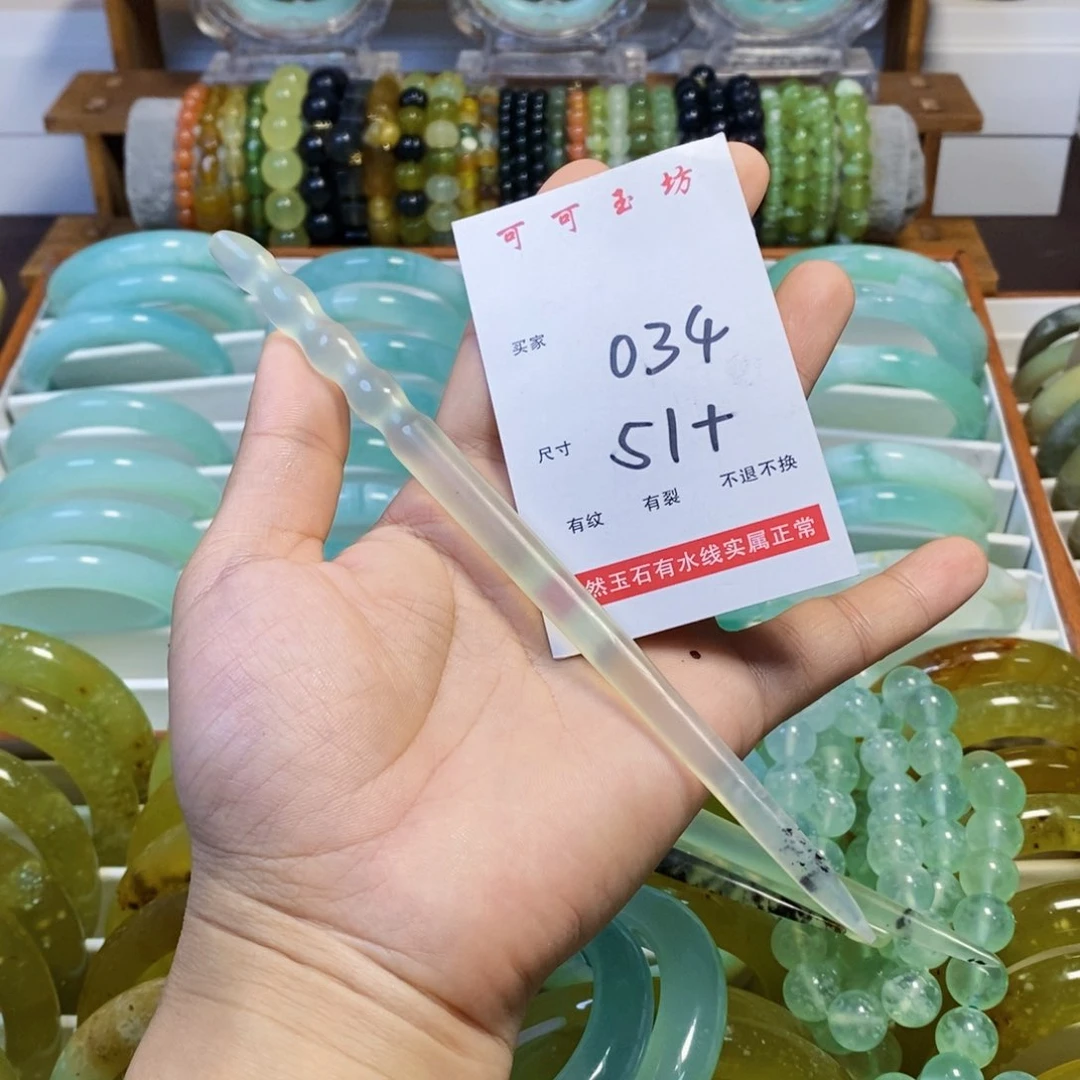 可可玉坊
买家 034
尺寸 51+
有纹 有裂 不退不换
然玉石有水线实属正常